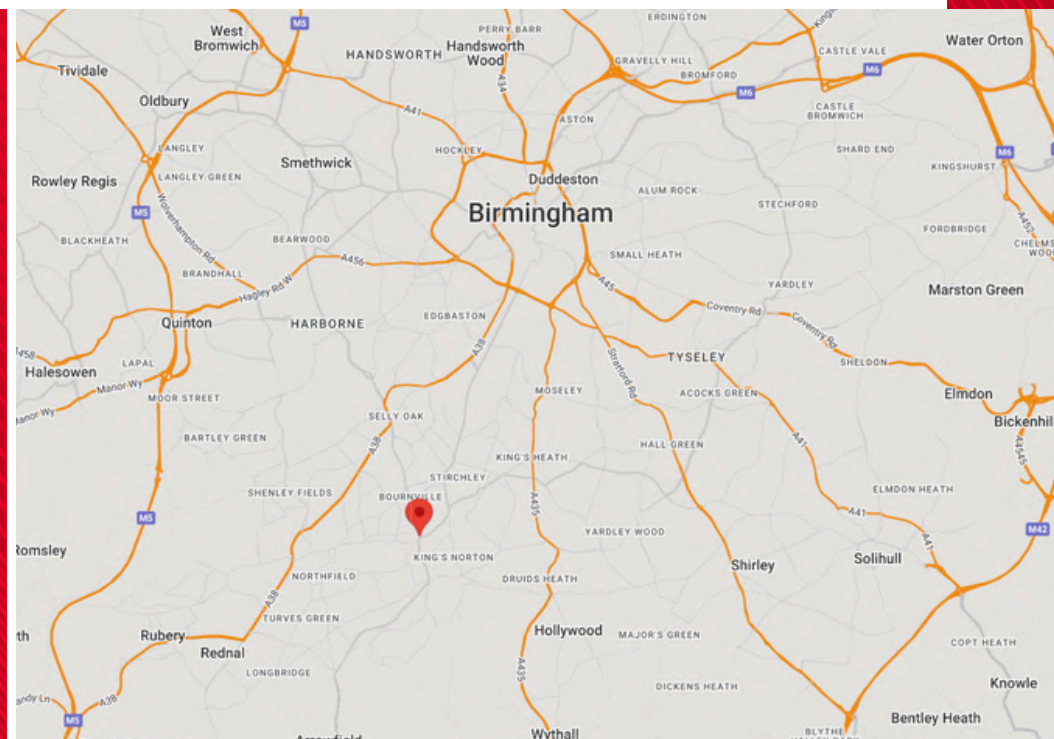 ERDINGTON
M5
West
Bromwich
PERRY BARR
HANDSWORTH
Handsworth
Wood
A34
CASTLE VALE
Water Orton
GRAVELLY HILL
Tividale
BROMFORD
M6
M6
Oldbury
A41
ASTON
CASTLE
BROMWICH
LANGLEY
HOCKLEY
SHARD END
M6
Smethwick
KINGSHURST
Rowley Regis
LANGLEY GREEN
Duddeston
ALUM ROCK
M5
Wolverhampton Rd
Birmingham
STECHFORD
A452
BLACKHEATH
BEARWOOD
FORDBRIDGE
SMALL HEATH
A456
BRANDHALL
A45
YARDLEY
Hagley Rd W
Marston Green
Coventry Rd
EDGBASTON
Quinton
HARBORNE
Coventry Rd
A38
TYSELEY
LAPAL
Stratford Rd
SHELDON
Halesowen
Manor Wy
MOSELEY
ACOCKS GREEN
Elmdon
MOOR STREET
SELLY OAK
Bickenhil
BARTLEY GREEN
A38
HALL GREEN
A41
A4545
KING'S HEATH
STIRCHLEY
SHENLEY FIELDS
BOURNVILLE
ELMDON HEATH
A435
M5
A41
YARDLEY WOOD
M42
A41
Romsley
KING'S NORTON
Solihull
Shirley
NORTHFIELD
DRUIDS HEATH
A38
TURVES GREEN
Rubery
Hollywood
MAJOR'S GREEN
COPT HEATH
Rednal
LONGBRIDGE
A435
Knowle
DICKENS HEATH
A38
M5
Bentley Heath
Wythall
BLYTHE